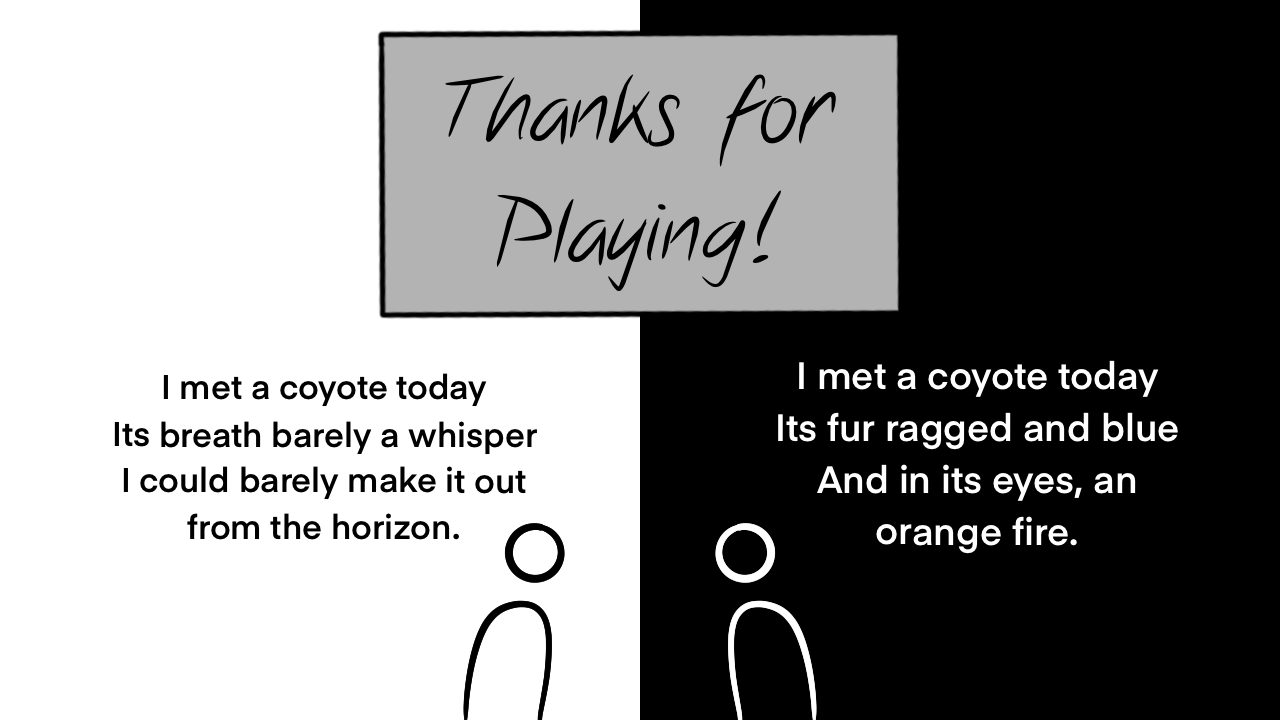 Thanks for
Playing!
I met a coyote today
Its breath barely a whisper
I could barely make it out
from the horizon.
I met a coyote today
Its fur ragged and blue
And in its eyes, an
orange fire.